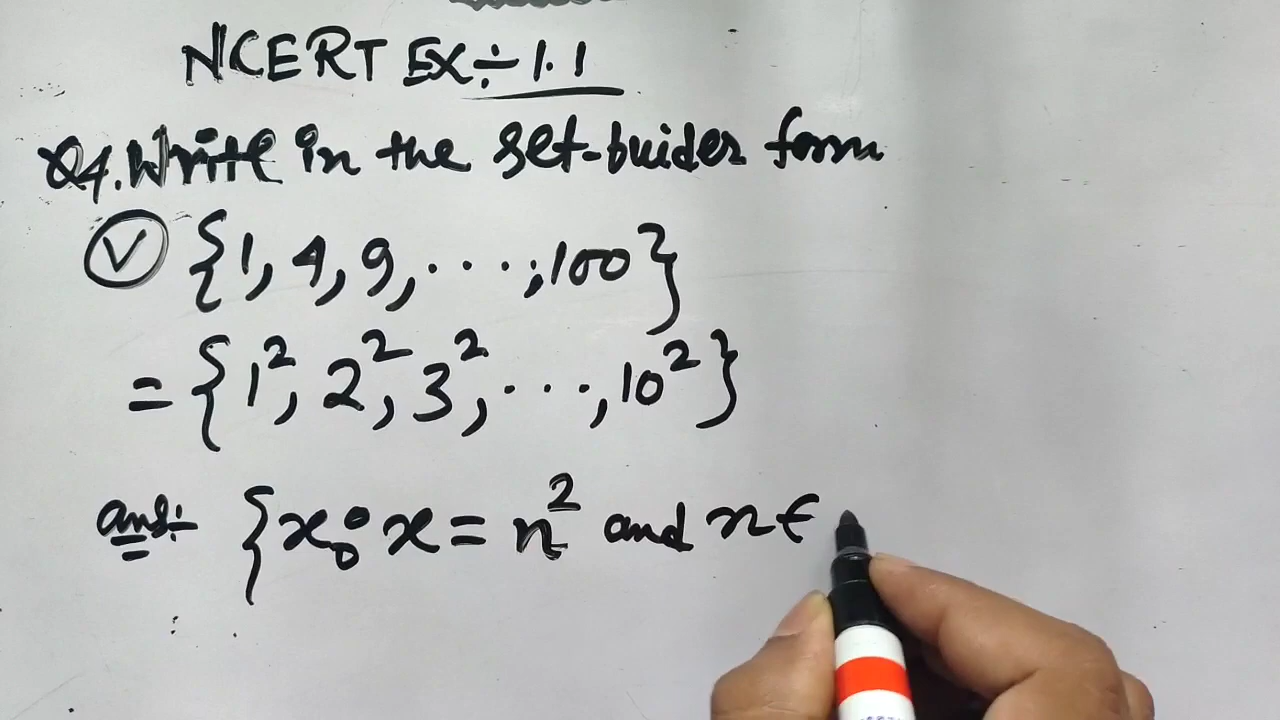 NCERT EX÷1.1
Q4. Write in the set-buider form
(V) {1, 4, 9, ....,100}
= {1², 2², 3², ...., 10²}
ans:- {x : x = n² and n ∈